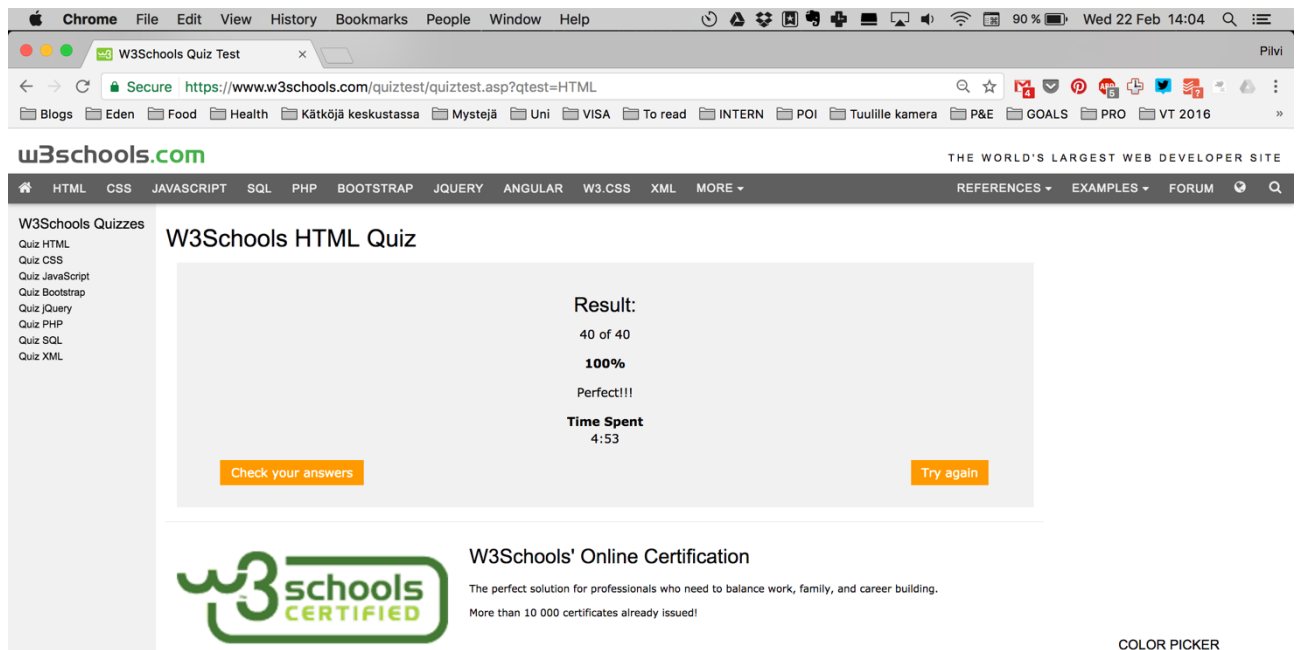 Chrome File Edit View History Bookmarks People Window Help 90 % Wed 22 Feb 14:04
W3Schools Quiz Test Pilvi
Secure https://www.w3schools.com/quiztest/quiztest.asp?qtest=HTML
Blogs Eden Food Health Kätköjä keskustassa Mystejä Uni VISA To read INTERN POI Tuulille kamera P&E GOALS PRO VT 2016 »
w3schools.com THE WORLD'S LARGEST WEB DEVELOPER SITE
HTML CSS JAVASCRIPT SQL PHP BOOTSTRAP JQUERY ANGULAR W3.CSS XML MORE REFERENCES EXAMPLES FORUM
W3Schools Quizzes
Quiz HTML
Quiz CSS
Quiz JavaScript
Quiz Bootstrap
Quiz jQuery
Quiz PHP
Quiz SQL
Quiz XML
W3Schools HTML Quiz
Result:
40 of 40
100%
Perfect!!!
Time Spent
4:53
Check your answers Try again
w3schools
CERTIFIED
W3Schools' Online Certification
The perfect solution for professionals who need to balance work, family, and career building.
More than 10 000 certificates already issued!
COLOR PICKER